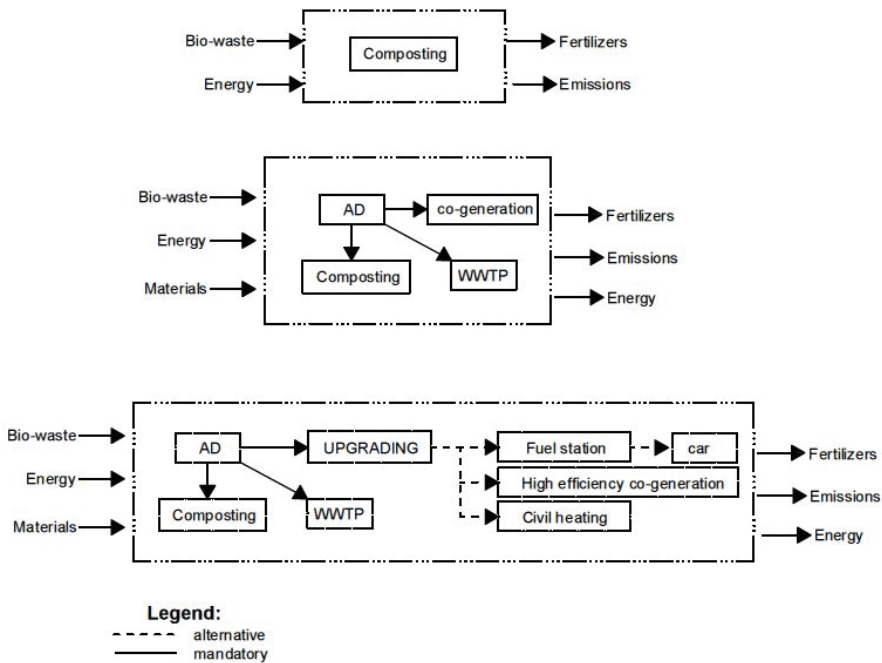 Bio-waste
Energy
Composting
Fertilizers
Emissions
Bio-waste
Energy
Materials
AD
co-generation
Composting
WWTP
Fertilizers
Emissions
Energy
Bio-waste
Energy
Materials
AD
UPGRADING
Composting
WWTP
Fuel station
car
High efficiency co-generation
Civil heating
Fertilizers
Emissions
Energy
Legend:
alternative
mandatory